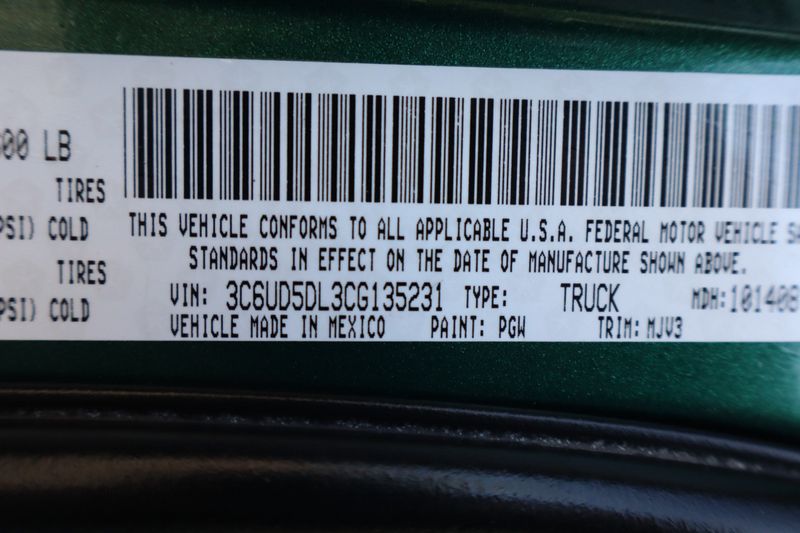 00 LB
TIRES
PSI) COLD
TIRES
PSI) COLD
THIS VEHICLE CONFORMS TO ALL APPLICABLE U.S.A. FEDERAL MOTOR VEHICLE SA
STANDARDS IN EFFECT ON THE DATE OF MANUFACTURE SHOWN ABOVE.
VIN: 3C6UD5DL3CG135231 TYPE: TRUCK MDH: 101408
VEHICLE MADE IN MEXICO PAINT: PGW TRIM: MJV3